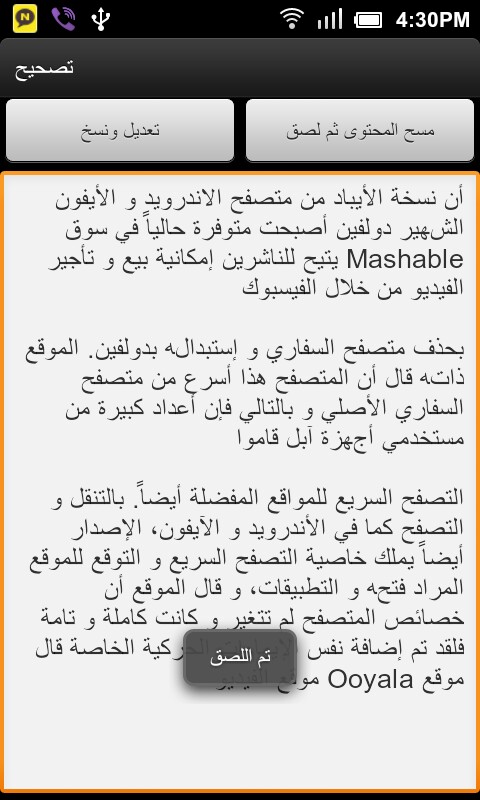 4:30PM
تصحيح
مسح المحتوى ثم لصق
تعديل ونسخ
أن نسخة الأيباد من متصفح الاندرويد و الأيفون
الشهير دولفين أصبحت متوفرة حالياً في سوق
Mashable يتيح للناشرين إمكانية بيع و تأجير
الفيديو من خلال الفيسبوك
بحذف متصفح السفاري و إستبداله بدولفين. الموقع
ذاته قال أن المتصفح هذا أسرع من متصفح
السفاري الأصلي و بالتالي فإن أعداد كبيرة من
مستخدمي أجهزة آبل قاموا
التصفح السريع للمواقع المفضلة أيضاً. بالتنقل و
التصفح كما في الأندرويد و الآيفون، الإصدار
أيضاً يملك خاصية التصفح السريع و التوقع للموقع
المراد فتحه و التطبيقات، و قال الموقع أن
خصائص المتصفح لم تتغير و كانت كاملة و تامة
فلقد تم إضافة نفس الحركية الخاصة قال
موقع Ooyala موقع الفيديو
تم اللصق